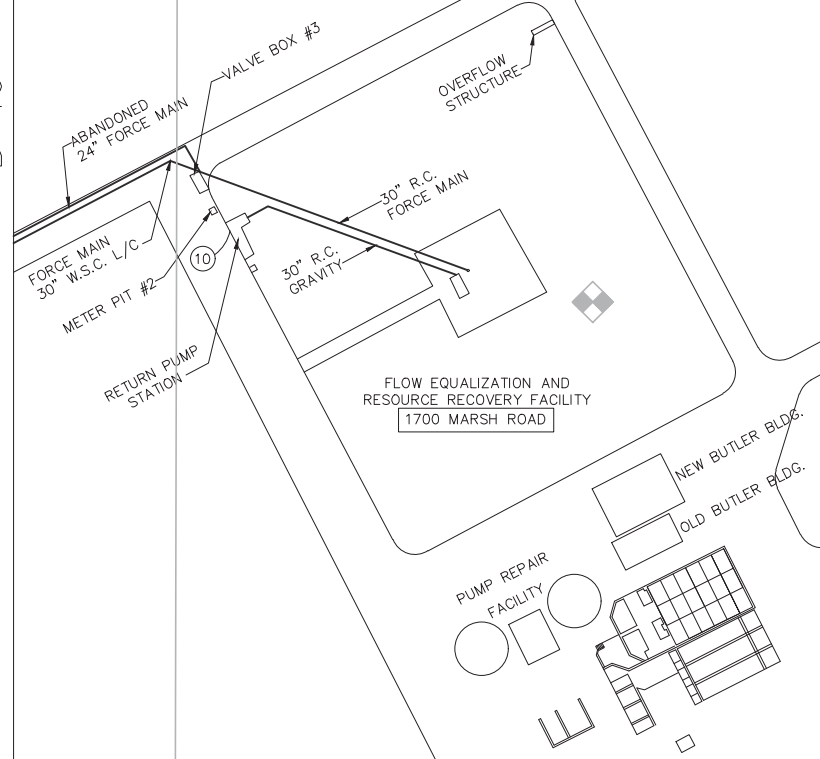 VALVE BOX #3
OVERFLOW
STRUCTURE
ABANDONED
24" FORCE MAIN
30" R.C.
FORCE MAIN
FORCE MAIN
30" W.S.C. L/C
10
30" R.C.
GRAVITY
METER PIT #2
RETURN PUMP
STATION
FLOW EQUALIZATION AND
RESOURCE RECOVERY FACILITY
1700 MARSH ROAD
NEW BUTLER BLDG.
OLD BUTLER BLDG.
PUMP REPAIR
FACILITY